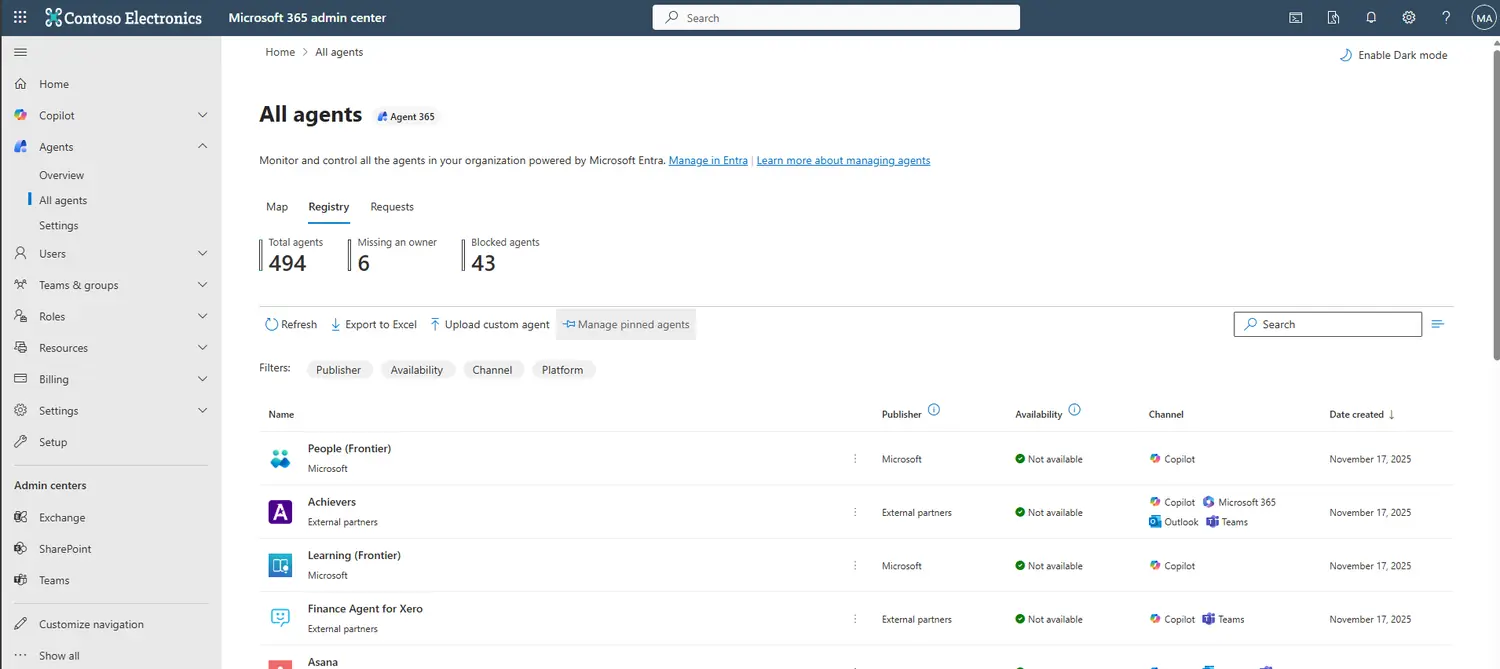 Contoso Electronics
Microsoft 365 admin center
Search
MA
Home
Copilot
Agents
Overview
All agents
Settings
Users
Teams & groups
Roles
Resources
Billing
Settings
Setup
Admin centers
Exchange
SharePoint
Teams
Customize navigation
Show all
Home > All agents
Enable Dark mode
All agents
Agent 365
Monitor and control all the agents in your organization powered by Microsoft Entra. Manage in Entra | Learn more about managing agents
Map Registry Requests
Total agents Missing an owner Blocked agents
494 6 43
Refresh Export to Excel Upload custom agent Manage pinned agents Search
Filters: Publisher Availability Channel Platform
Name Publisher Availability Channel Date created ↓
People (Frontier)
Microsoft
Microsoft Not available Copilot November 17, 2025
Achievers
External partners
External partners Not available Copilot Microsoft 365 November 17, 2025
Outlook Teams
Learning (Frontier)
Microsoft
Microsoft Not available Copilot November 17, 2025
Finance Agent for Xero
External partners
External partners Not available Copilot Teams November 17, 2025
Asana